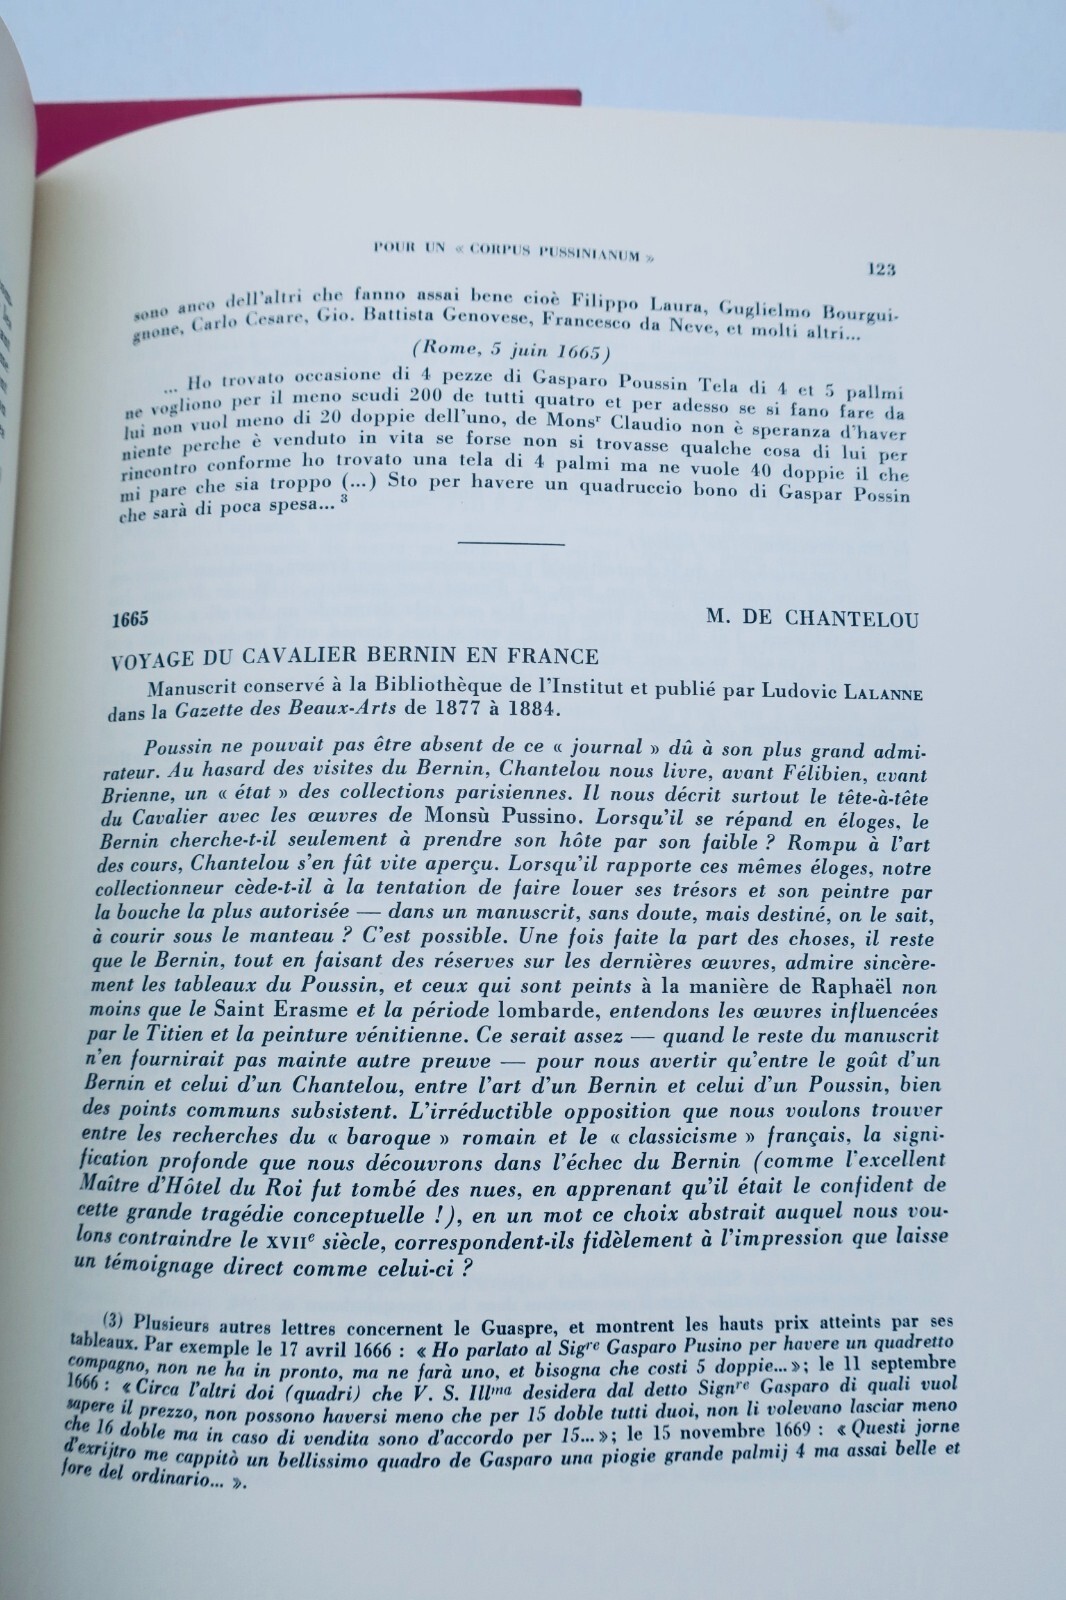 POUR UN « CORPUS PUSSINIANUM »
123
sono anco dell'altri che fanno assai bene cioè Filippo Laura, Guglielmo Bourgui-
gnone, Carlo Cesare, Gio. Battista Genovese, Francesco da Neve, et molti altri...
(Rome, 5 juin 1665)
... Ho trovato occasione di 4 pezze di Gasparo Poussin Tela di 4 et 5 pallmi
ne vogliono per il meno scudi 200 de tutti quatro et per adesso se si fano fare da
lui non vuol meno di 20 doppie dell'uno, de Monsr Claudio non è speranza d'haver
niente perche è venduto in vita se forse non si trovasse qualche cosa di lui per
rincontro conforme ho trovato una tela di 4 palmi ma ne vuole 40 doppie il che
mi pare che sia troppo (...) Sto per havere un quadruccio bono di Gaspar Possin
che sarà di poca spesa... 3
1665
M. DE CHANTELOU
VOYAGE DU CAVALIER BERNIN EN FRANCE
Manuscrit conservé à la Bibliothèque de l'Institut et publié par Ludovic LALANNE
dans la Gazette des Beaux-Arts de 1877 à 1884.
Poussin ne pouvait pas être absent de ce « journal » dû à son plus grand admi-
rateur. Au hasard des visites du Bernin, Chantelou nous livre, avant Félibien, avant
Brienne, un « état » des collections parisiennes. Il nous décrit surtout le tête-à-tête
du Cavalier avec les œuvres de Monsù Pussino. Lorsqu'il se répand en éloges, le
Bernin cherche-t-il seulement à prendre son hôte par son faible ? Rompu à l'art
des cours, Chantelou s'en fût vite aperçu. Lorsqu'il rapporte ces mêmes éloges, notre
collectionneur cède-t-il à la tentation de faire louer ses trésors et son peintre par
la bouche la plus autorisée — dans un manuscrit, sans doute, mais destiné, on le sait,
à courir sous le manteau ? C'est possible. Une fois faite la part des choses, il reste
que le Bernin, tout en faisant des réserves sur les dernières œuvres, admire sincère-
ment les tableaux du Poussin, et ceux qui sont peints à la manière de Raphaël non
moins que le Saint Erasme et la période lombarde, entendons les œuvres influencées
par le Titien et la peinture vénitienne. Ce serait assez — quand le reste du manuscrit
n'en fournirait pas mainte autre preuve — pour nous avertir qu'entre le goût d'un
Bernin et celui d'un Chantelou, entre l'art d'un Bernin et celui d'un Poussin, bien
des points communs subsistent. L'irréductible opposition que nous voulons trouver
entre les recherches du « baroque » romain et le « classicisme » français, la signi-
fication profonde que nous découvrons dans l'échec du Bernin (comme l'excellent
Maître d'Hôtel du Roi fut tombé des nues, en apprenant qu'il était le confident de
cette grande tragédie conceptuelle !), en un mot ce choix abstrait auquel nous vou-
lons contraindre le XVIIe siècle, correspondent-ils fidèlement à l'impression que laisse
un témoignage direct comme celui-ci ?
(3) Plusieurs autres lettres concernent le Guaspre, et montrent les hauts prix atteints par ses
tableaux. Par exemple le 17 avril 1666 : « Ho parlato al Sigre Gasparo Pusino per havere un quadretto
compagno, non ne ha in pronto, ma ne farà uno, et bisogna che costi 5 doppie... »; le 11 septembre
1666 : « Circa l'altri doi (quadri) che V. S. Illma desidera dal detto Signre Gasparo di quali vuol
sapere il prezzo, non possono haversi meno che per 15 doble tutti duoi, non li volevano lasciar meno
che 16 doble ma in caso di vendita sono d'accordo per 15... »; le 15 novembre 1669 : « Questi jorne
d'exrijtro me cappitò un bellissimo quadro de Gasparo una piogie grande palmij 4 ma assai belle et
fore del ordinario... ».